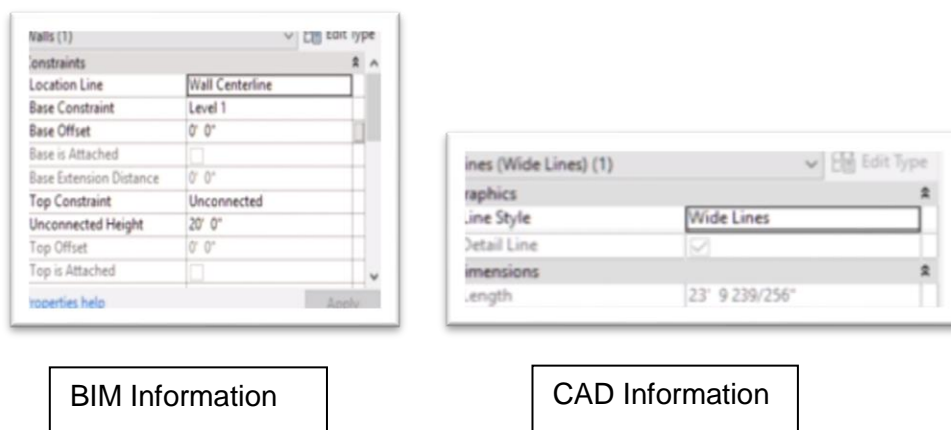 Walls (1) Edit Type
onstraints
Location Line Wall Centerline
Base Constraint Level 1
Base Offset 0' 0"
Base is Attached
Base Extension Distance 0' 0"
Top Constraint Unconnected
Unconnected Height 20' 0"
Top Offset 0' 0"
Top is Attached
roperties help Apply
ines (Wide Lines) (1) Edit Type
raphics
ine Style Wide Lines
Detail Line
imensions
ength 23' 9 239/256"
BIM Information
CAD Information